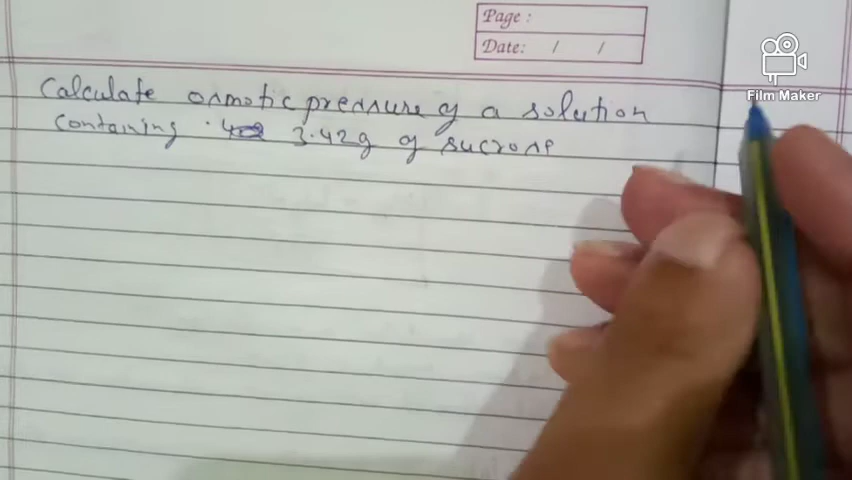 Page :
Date: / /
Film Maker
Calculate osmotic pressure of a solution
containing 3.42g of sucrose